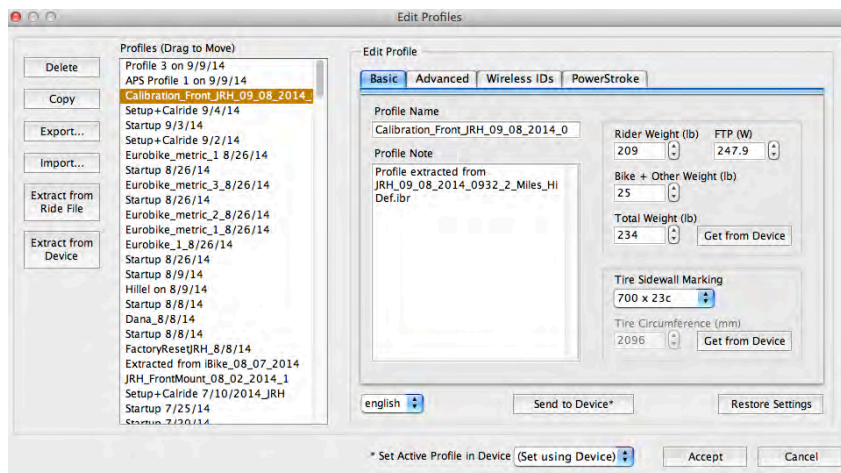 Edit Profiles
Delete
Copy
Export...
Import...
Extract from
Ride File
Extract from
Device
Profiles (Drag to Move)
Profile 3 on 9/9/14
APS Profile 1 on 9/9/14
Calibration_Front_JRH_09_08_2014_
Setup+Calride 9/4/14
Startup 9/3/14
Setup+Calride 9/2/14
Eurobike_metric_1 8/26/14
Startup 8/26/14
Eurobike_metric_3_8/26/14
Startup 8/26/14
Eurobike_metric_2_8/26/14
Eurobike_metric_1_8/26/14
Eurobike_1_8/26/14
Startup 8/26/14
Startup 8/9/14
Hillel on 8/9/14
Startup 8/8/14
Dana_8/8/14
Startup 8/8/14
FactoryResetJRH_8/8/14
Extracted from iBike_08_07_2014
JRH_FrontMount_08_02_2014_1
Setup+Calride 7/10/2014_JRH
Startup 7/25/14
Startup 7/20/14
Edit Profile
Basic Advanced Wireless IDs PowerStroke
Profile Name
Calibration_Front_JRH_09_08_2014_0
Profile Note
Profile extracted from
JRH_09_08_2014_0932_2_Miles_Hi
Def.ibr
Rider Weight (lb) FTP (W)
209 247.9
Bike + Other Weight (lb)
25
Total Weight (lb)
234 Get from Device
Tire Sidewall Marking
700 x 23c
Tire Circumference (mm)
2096 Get from Device
english Send to Device* Restore Settings
* Set Active Profile in Device (Set using Device) Accept Cancel